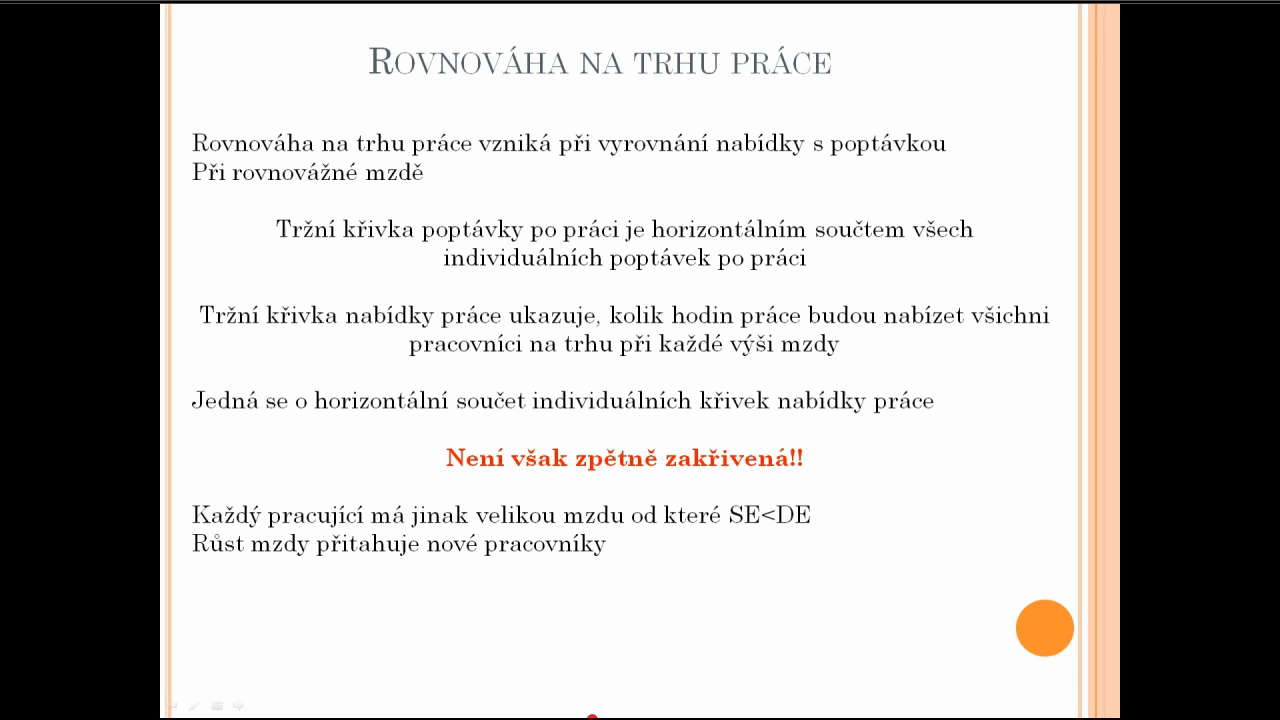 Rovnováha na trhu práce
Rovnováha na trhu práce vzniká při vyrovnání nabídky s poptávkou
Při rovnovážné mzdě
Tržní křivka poptávky po práci je horizontálním součtem všech
individuálních poptávek po práci
Tržní křivka nabídky práce ukazuje, kolik hodin práce budou nabízet všichni
pracovníci na trhu při každé výši mzdy
Jedná se o horizontální součet individuálních křivek nabídky práce
Není však zpětně zakřivená!!
Každý pracující má jinak velikou mzdu od které SE<DE
Růst mzdy přitahuje nové pracovníky